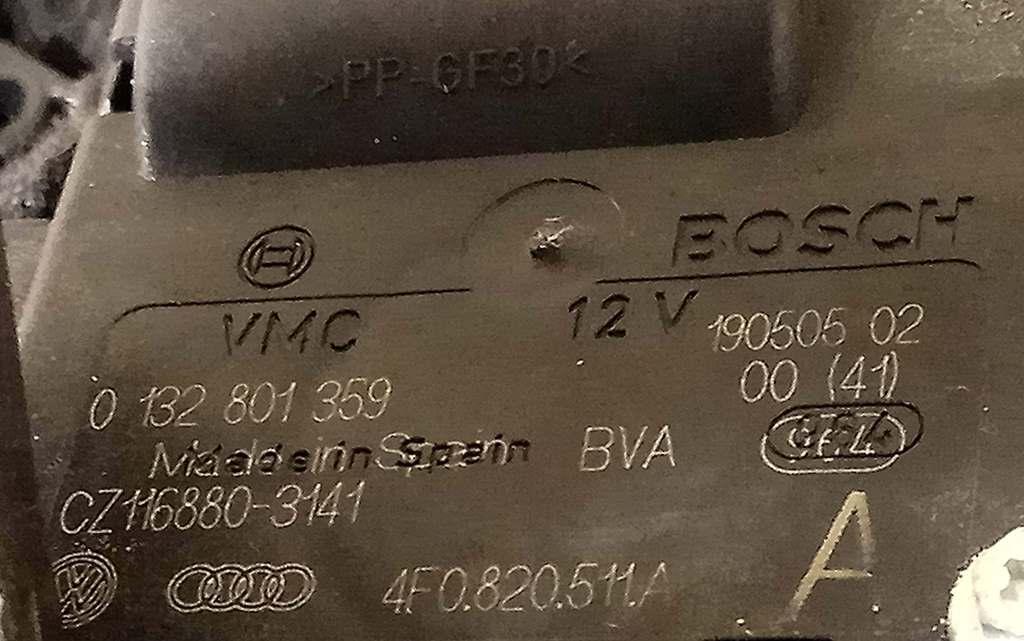 >PP-GF30<
BOSCH
VMC 12 V
190505 02
00 (41)
0 132 801 359
Made in Spain BVA
CZ116880-3141
A
VW 4F0.820.511.A